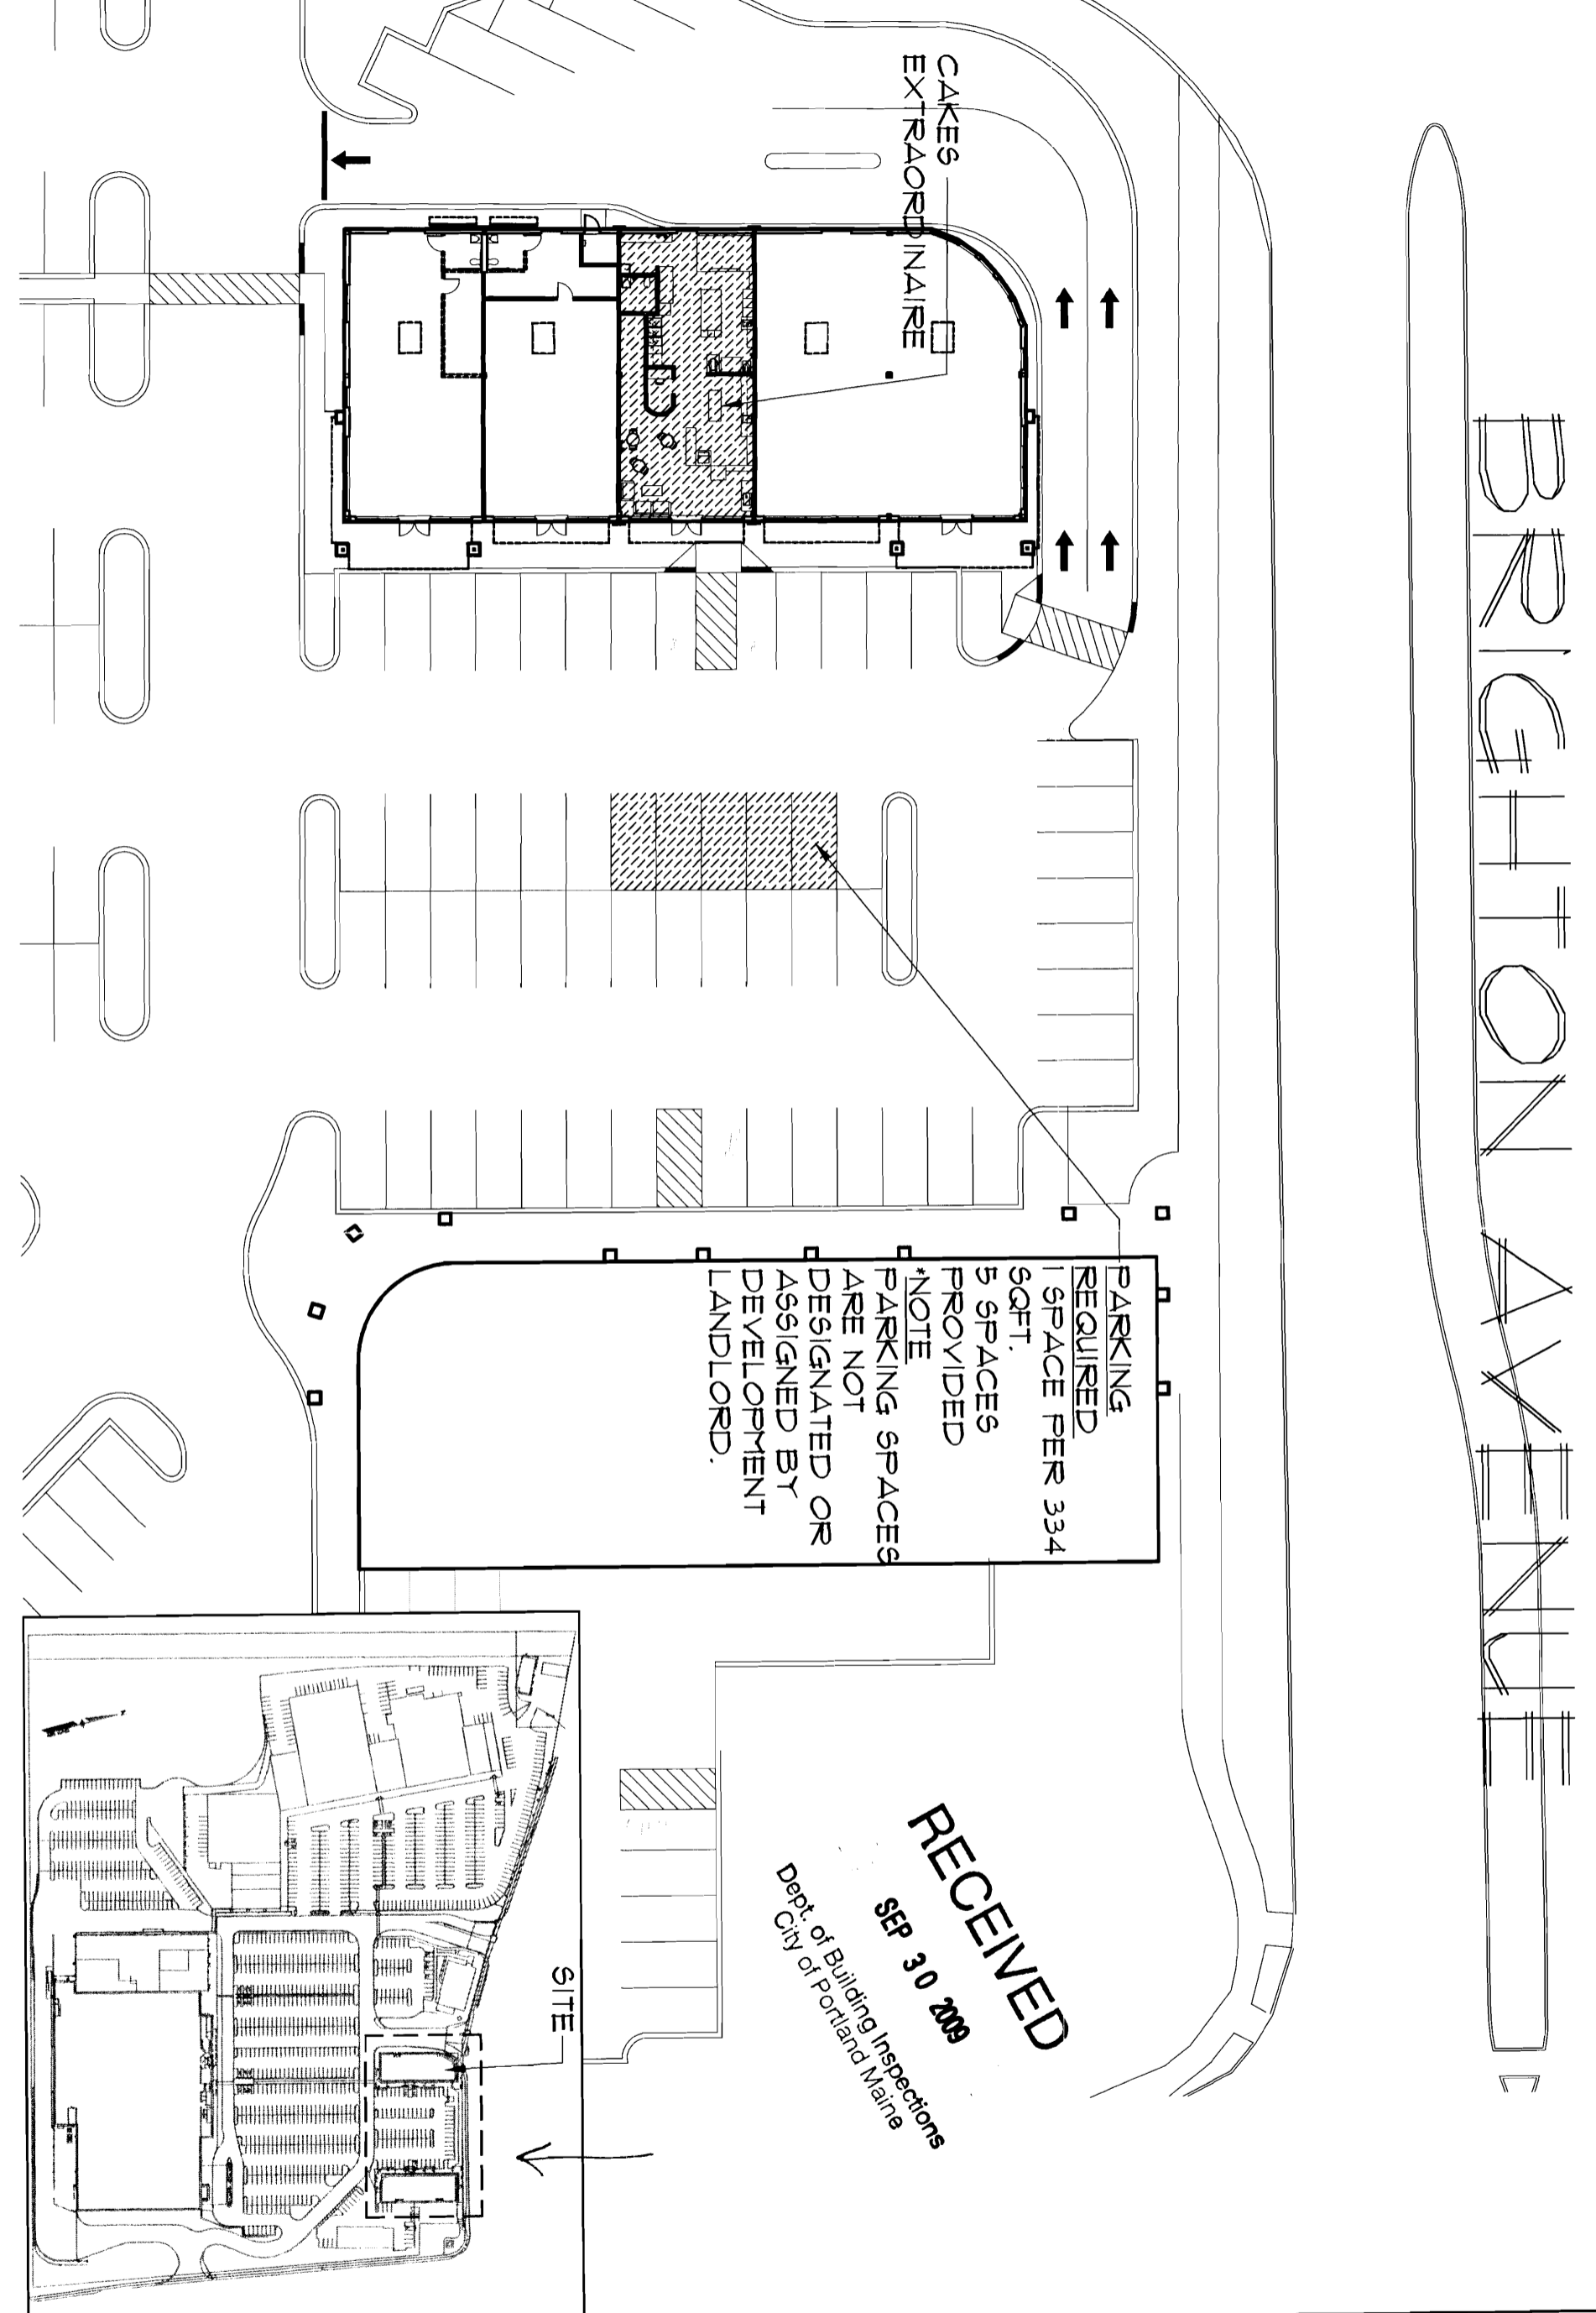 BRIGHTON AVENUE
CAKES
EXTRAORDINAIRE
PARKING
REQUIRED
1 SPACE PER 334
SQFT.
5 SPACES
PROVIDED
*NOTE
PARKING SPACES
ARE NOT
DESIGNATED OR
ASSIGNED BY
DEVELOPMENT
LANDLORD.
RECEIVED
SEP 30 2009
Dept. of Building Inspections
City of Portland Maine
SITE